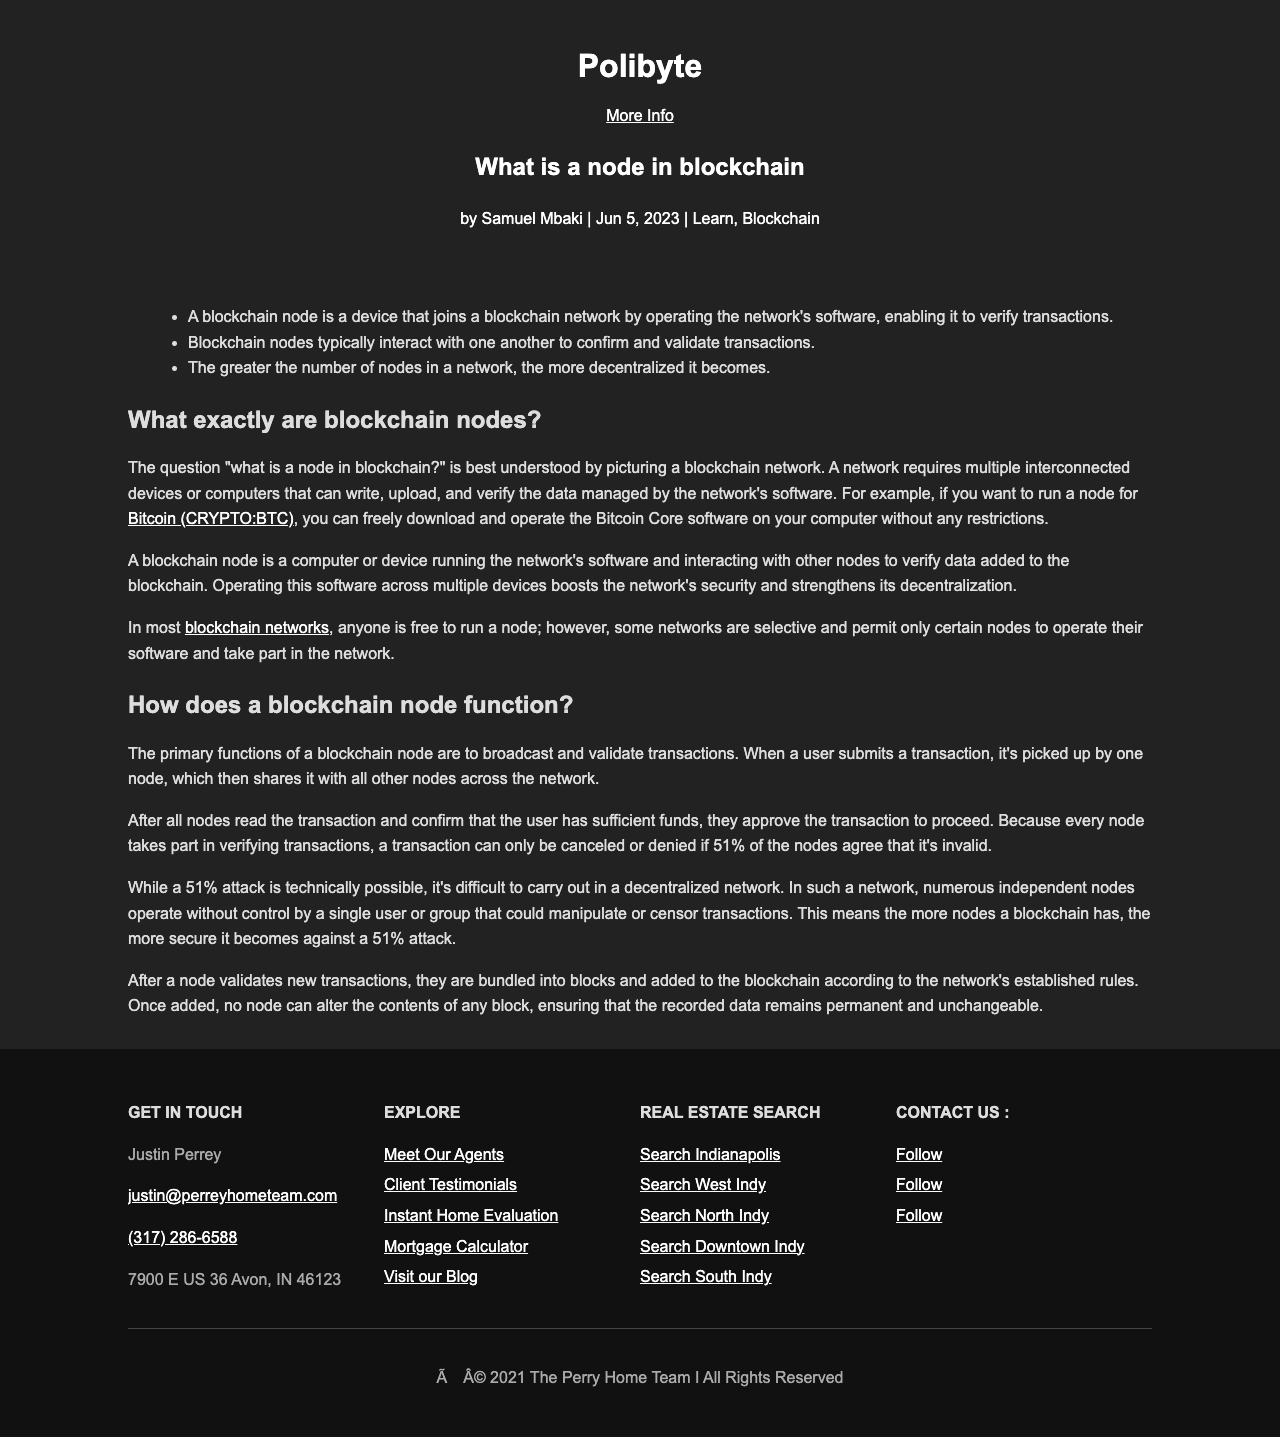 Polibyte
More Info
What is a node in blockchain
by Samuel Mbaki | Jun 5, 2023 | Learn, Blockchain
• A blockchain node is a device that joins a blockchain network by operating the network's software, enabling it to verify transactions.
• Blockchain nodes typically interact with one another to confirm and validate transactions.
• The greater the number of nodes in a network, the more decentralized it becomes.
What exactly are blockchain nodes?
The question "what is a node in blockchain?" is best understood by picturing a blockchain network. A network requires multiple interconnected
devices or computers that can write, upload, and verify the data managed by the network's software. For example, if you want to run a node for
Bitcoin (CRYPTO:BTC), you can freely download and operate the Bitcoin Core software on your computer without any restrictions.
A blockchain node is a computer or device running the network's software and interacting with other nodes to verify data added to the
blockchain. Operating this software across multiple devices boosts the network's security and strengthens its decentralization.
In most blockchain networks, anyone is free to run a node; however, some networks are selective and permit only certain nodes to operate their
software and take part in the network.
How does a blockchain node function?
The primary functions of a blockchain node are to broadcast and validate transactions. When a user submits a transaction, it's picked up by one
node, which then shares it with all other nodes across the network.
After all nodes read the transaction and confirm that the user has sufficient funds, they approve the transaction to proceed. Because every node
takes part in verifying transactions, a transaction can only be canceled or denied if 51% of the nodes agree that it's invalid.
While a 51% attack is technically possible, it's difficult to carry out in a decentralized network. In such a network, numerous independent nodes
operate without control by a single user or group that could manipulate or censor transactions. This means the more nodes a blockchain has, the
more secure it becomes against a 51% attack.
After a node validates new transactions, they are bundled into blocks and added to the blockchain according to the network's established rules.
Once added, no node can alter the contents of any block, ensuring that the recorded data remains permanent and unchangeable.
GET IN TOUCH
Justin Perrey
justin@perreyhometeam.com
(317) 286-6588
7900 E US 36 Avon, IN 46123
EXPLORE
Meet Our Agents
Client Testimonials
Instant Home Evaluation
Mortgage Calculator
Visit our Blog
REAL ESTATE SEARCH
Search Indianapolis
Search West Indy
Search North Indy
Search Downtown Indy
Search South Indy
CONTACT US :
Follow
Follow
Follow
Ã Â© 2021 The Perry Home Team I All Rights Reserved